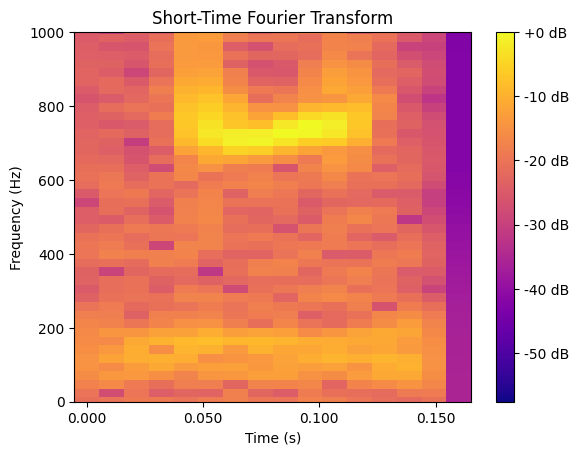 Short-Time Fourier Transform
Frequency (Hz)
1000
800
600
400
200
0
0.000
0.050
0.100
0.150
Time (s)
+0 dB
-10 dB
-20 dB
-30 dB
-40 dB
-50 dB